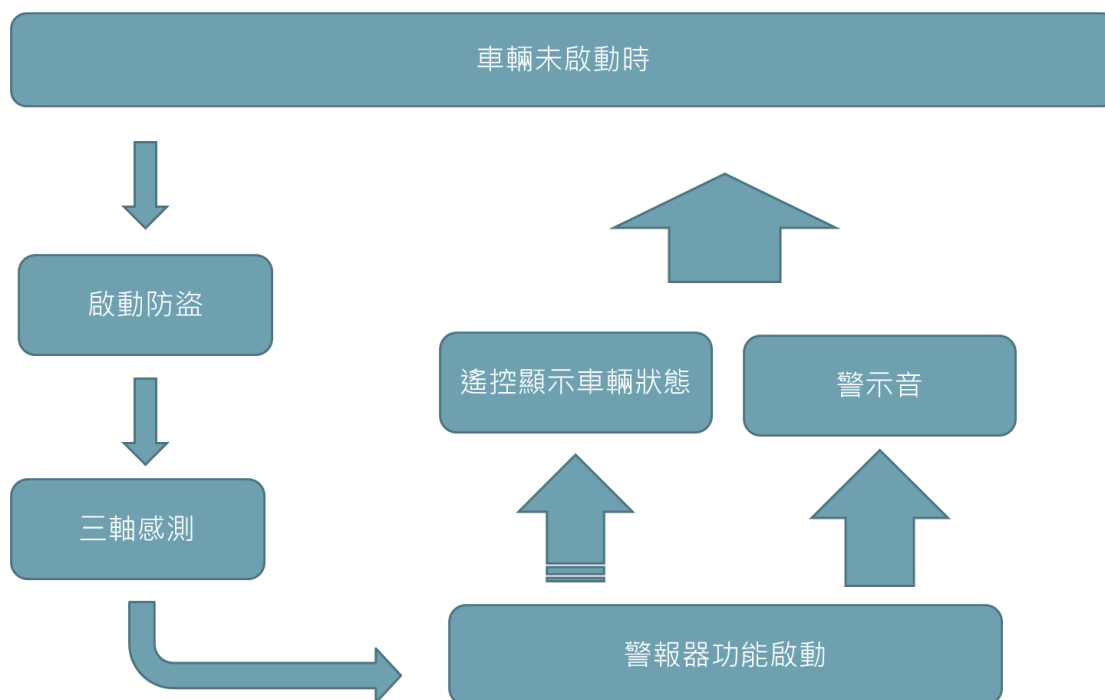 車輛未啟動時
啟動防盜
遙控顯示車輛狀態
警示音
三軸感測
警報器功能啟動